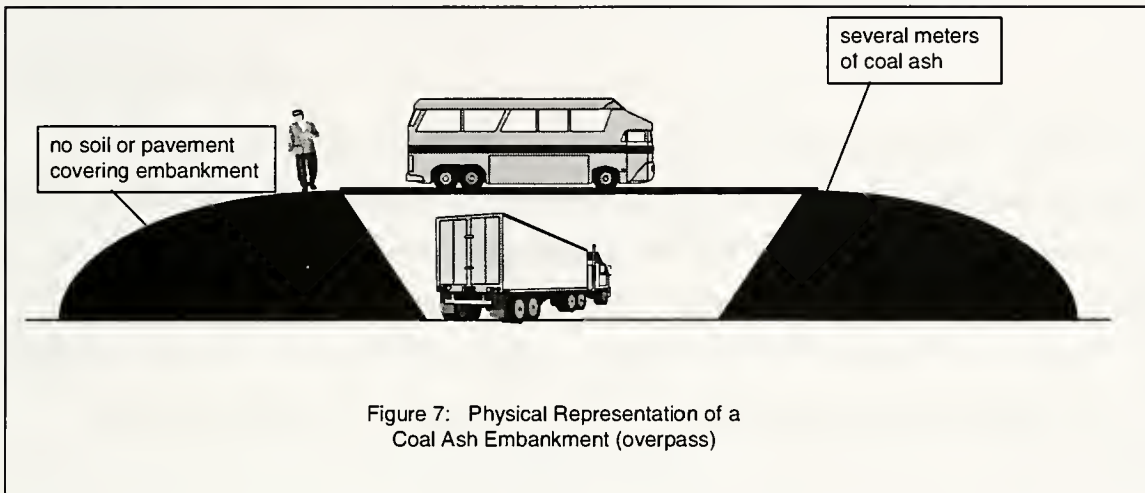 several meters
of coal ash
no soil or pavement
covering embankment
Figure 7: Physical Representation of a
Coal Ash Embankment (overpass)